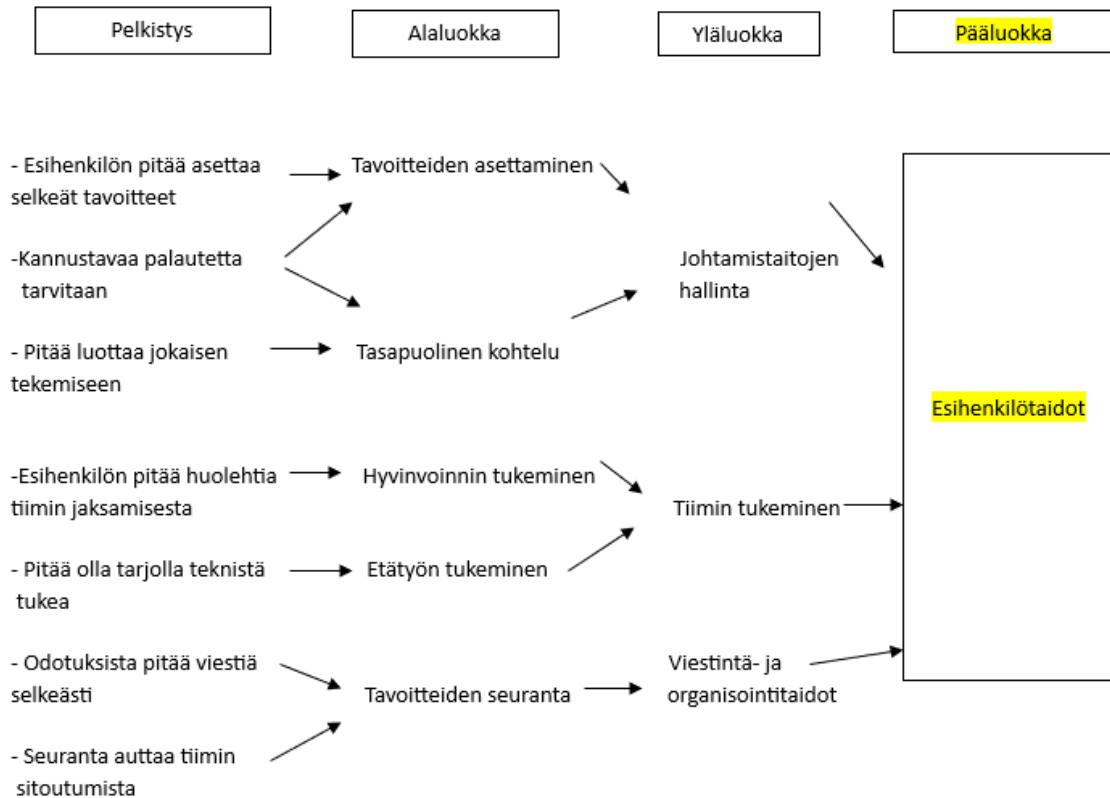 Pelkistys
Alaluokka
Yläluokka
Pääluokka
- Esihenkilön pitää asettaa
selkeät tavoitteet
Tavoitteiden asettaminen
-Kannustavaa palautetta
tarvitaan
Johtamistaitojen
hallinta
- Pitää luottaa jokaisen
tekemiseen
Tasapuolinen kohtelu
Esihenkilötaidot
-Esihenkilön pitää huolehtia
tiimin jaksamisesta
Hyvinvoinnin tukeminen
Tiimin tukeminen
- Pitää olla tarjolla teknistä
tukea
Etätyön tukeminen
- Odotuksista pitää viestiä
selkeästi
Tavoitteiden seuranta
Viestintä- ja
organisointitaidot
- Seuranta auttaa tiimin
sitoutumista